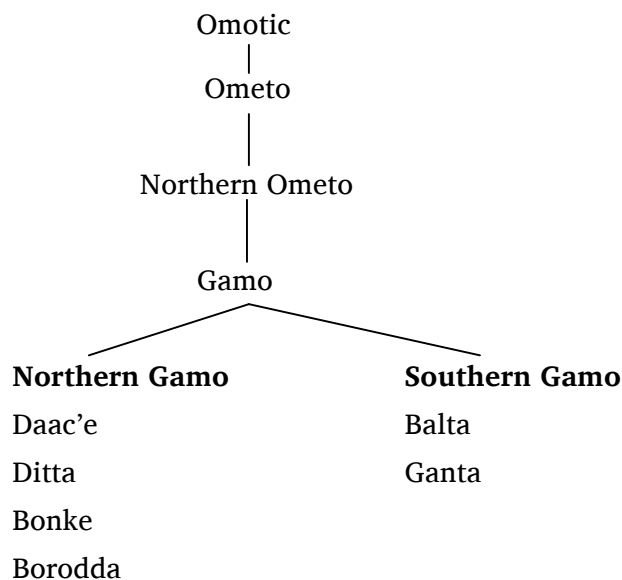 Omotic
Ometo
Northern Ometo
Gamo
Northern Gamo Southern Gamo
Daac’e Balta
Ditta Ganta
Bonke
Borodda